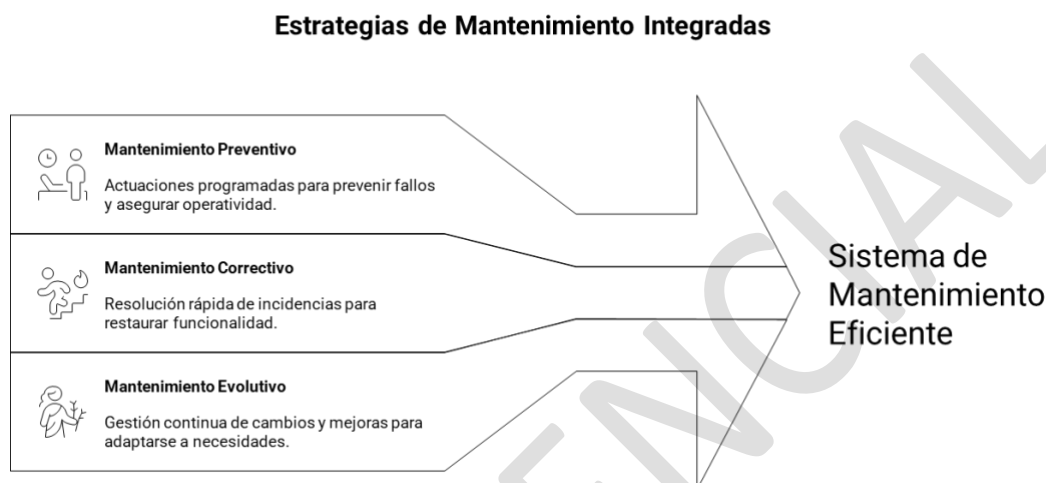 Estrategias de Mantenimiento Integradas
Mantenimiento Preventivo
Actuaciones programadas para prevenir fallos
y asegurar operatividad.
Mantenimiento Correctivo
Resolución rápida de incidencias para
restaurar funcionalidad.
Mantenimiento Evolutivo
Gestión continua de cambios y mejoras para
adaptarse a necesidades.
Sistema de
Mantenimiento
Eficiente
ENCIAL